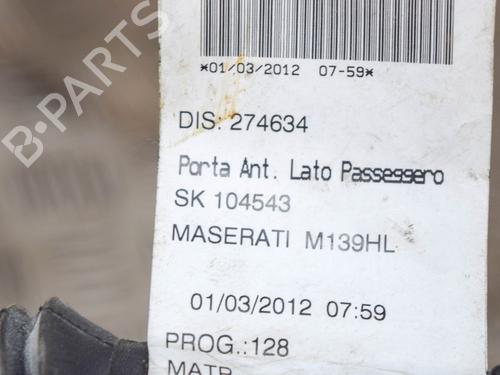 B-PARTS
*01/03/2012 07-59*
DIS. 274634
Porta Ant. Lato Passeggero
SK 104543
MASERATI M139HL
01/03/2012 07:59
PROG.:128
MATR